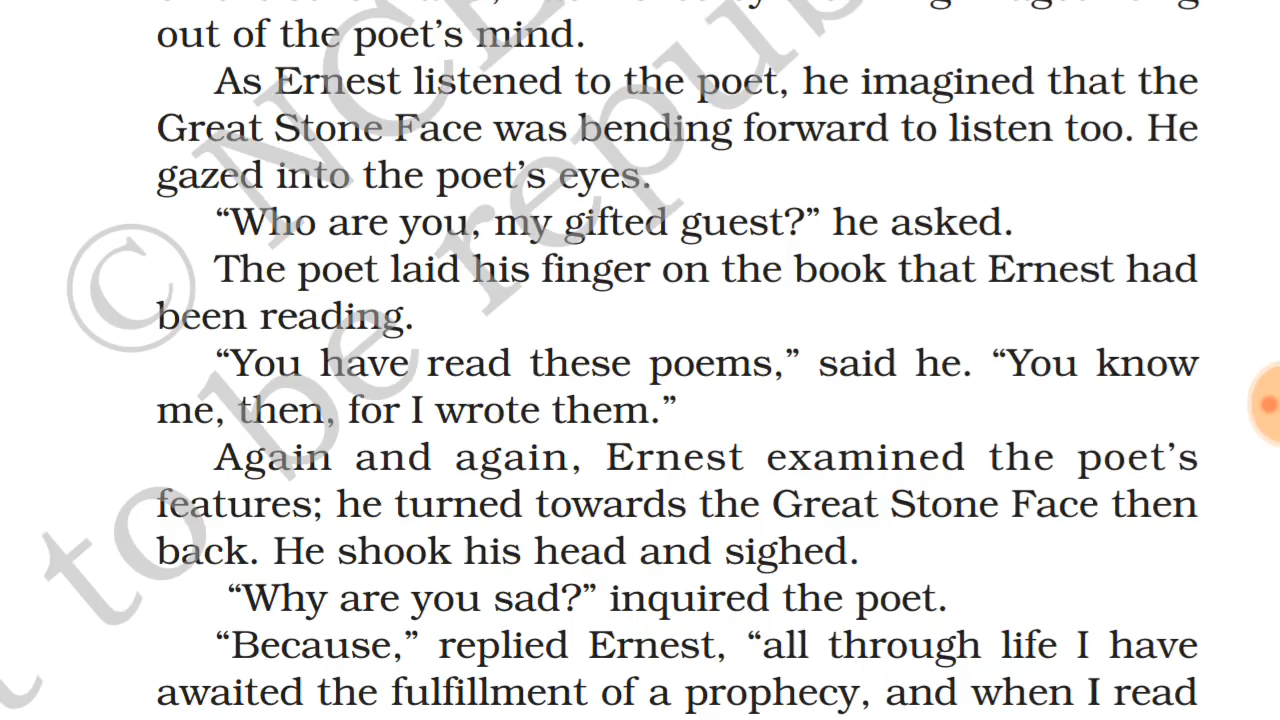 out of the poet’s mind.
As Ernest listened to the poet, he imagined that the
Great Stone Face was bending forward to listen too. He
gazed into the poet’s eyes.
“Who are you, my gifted guest?” he asked.
The poet laid his finger on the book that Ernest had
been reading.
“You have read these poems,” said he. “You know
me, then, for I wrote them.”
Again and again, Ernest examined the poet’s
features; he turned towards the Great Stone Face then
back. He shook his head and sighed.
“Why are you sad?” inquired the poet.
“Because,” replied Ernest, “all through life I have
awaited the fulfillment of a prophecy, and when I read
© NC
to be repub